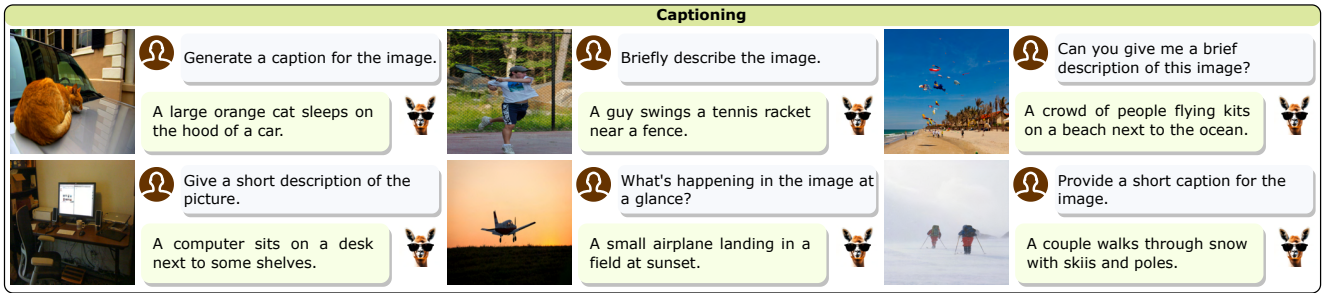 Captioning
Generate a caption for the image.
A large orange cat sleeps on
the hood of a car.
Briefly describe the image.
A guy swings a tennis racket
near a fence.
Can you give me a brief
description of this image?
A crowd of people flying kits
on a beach next to the ocean.
Give a short description of the
picture.
A computer sits on a desk
next to some shelves.
What's happening in the image at
a glance?
A small airplane landing in a
field at sunset.
Provide a short caption for the
image.
A couple walks through snow
with skiis and poles.